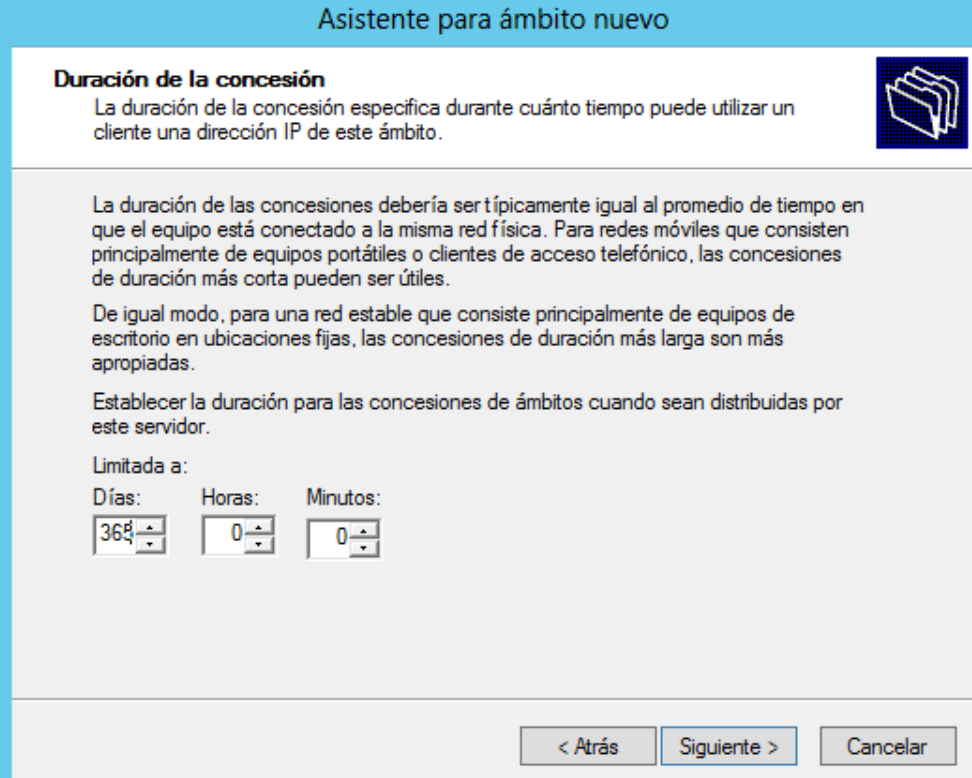 Asistente para ámbito nuevo
Duración de la concesión
La duración de la concesión especifica durante cuánto tiempo puede utilizar un
cliente una dirección IP de este ámbito.
La duración de las concesiones debería ser típicamente igual al promedio de tiempo en
que el equipo está conectado a la misma red física. Para redes móviles que consisten
principalmente de equipos portátiles o clientes de acceso telefónico, las concesiones
de duración más corta pueden ser útiles.
De igual modo, para una red estable que consiste principalmente de equipos de
escritorio en ubicaciones fijas, las concesiones de duración más larga son más
apropiadas.
Establecer la duración para las concesiones de ámbitos cuando sean distribuidas por
este servidor.
Limitada a:
Días: Horas: Minutos:
365 0 0
< Atrás Siguiente > Cancelar